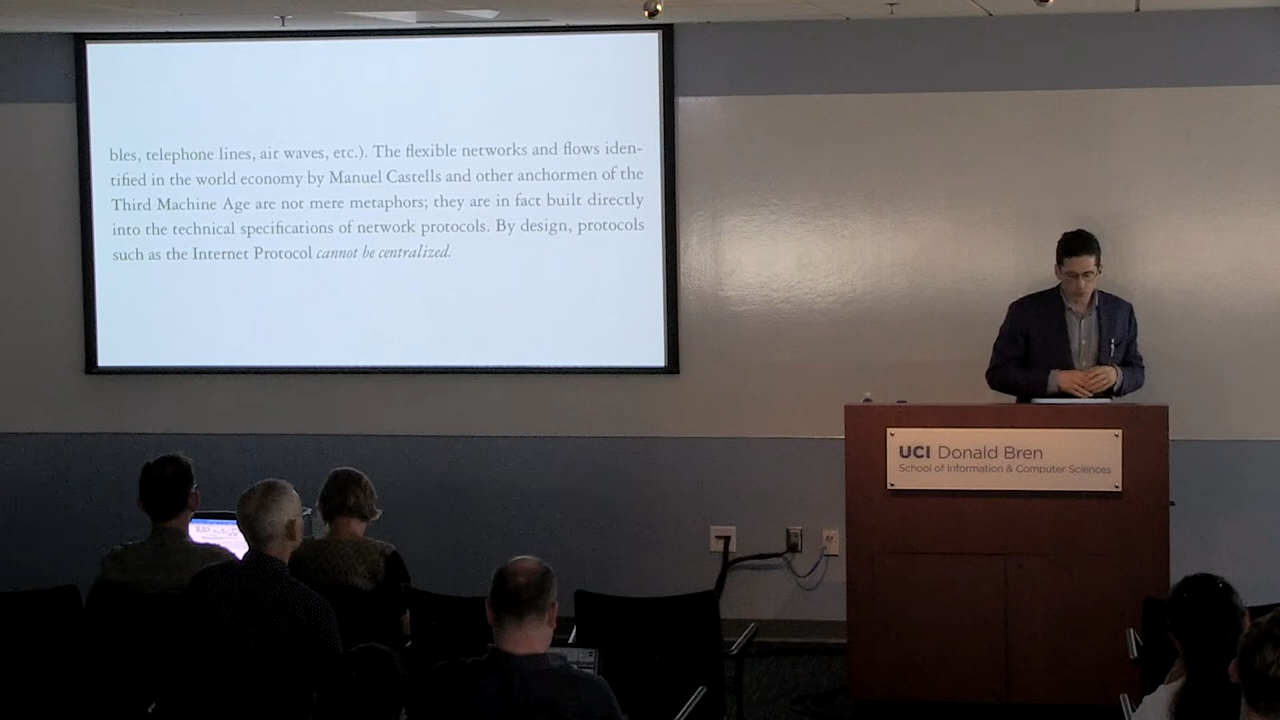 bles, telephone lines, air waves, etc.). The flexible networks and flows iden-
tified in the world economy by Manuel Castells and other anchormen of the
Third Machine Age are not mere metaphors; they are in fact built directly
into the technical specifications of network protocols. By design, protocols
such as the Internet Protocol cannot be centralized.
UCI Donald Bren
School of Information & Computer Sciences